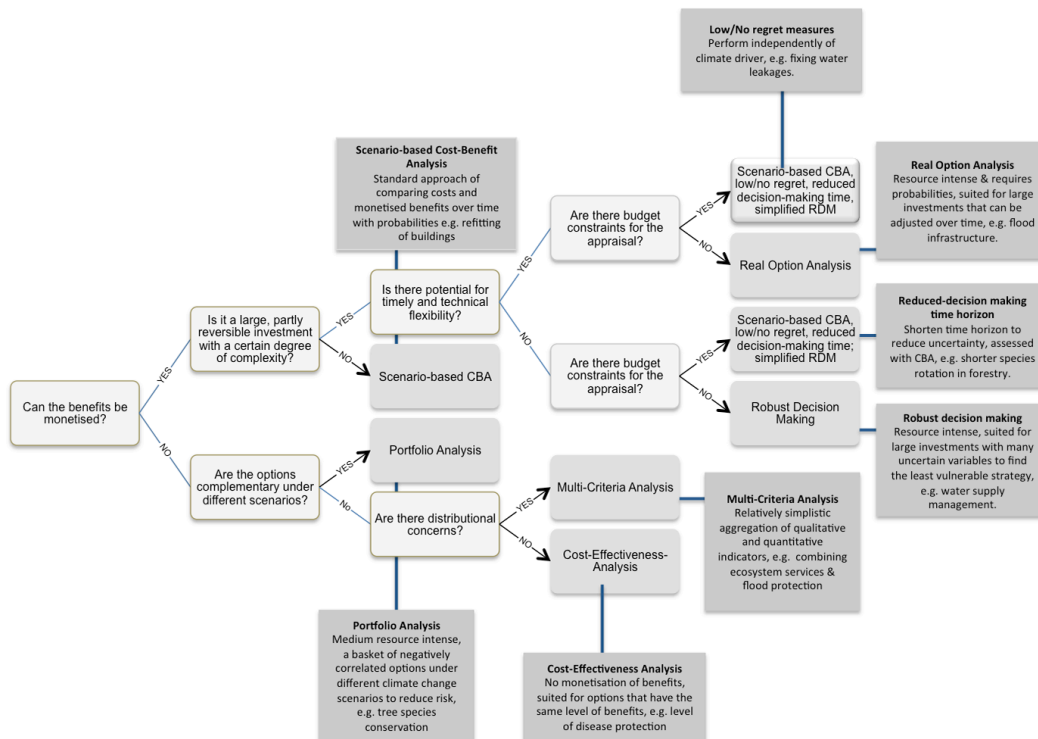 Low/No regret measures
Perform independently of
climate driver, e.g. fixing water
leakages.
Scenario-based Cost-Benefit
Analysis
Standard approach of
comparing costs and
monetised benefits over time
with probabilities e.g. refitting
of buildings
Real Option Analysis
Resource intense & requires
probabilities, suited for large
investments that can be
adjusted over time, e.g. flood
infrastructure.
Scenario-based CBA,
low/no regret, reduced
decision-making time,
simplified RDM
Are there budget
constraints for the
appraisal?
YES
NO
Real Option Analysis
Is there potential for
timely and technical
flexibility?
YES
NO
Is it a large, partly
reversible investment
with a certain degree
of complexity?
YES
NO
Scenario-based CBA
Reduced-decision making
time horizon
Shorten time horizon to
reduce uncertainty, assessed
with CBA, e.g. shorter species
rotation in forestry.
Scenario-based CBA,
low/no regret, reduced
decision-making time;
simplified RDM
Are there budget
constraints for the
appraisal?
YES
NO
Robust Decision
Making
Can the benefits be
monetised?
YES
NO
Robust decision making
Resource intense, suited for
large investments with many
uncertain variables to find
the least vulnerable strategy,
e.g. water supply
management.
Are the options
complementary under
different scenarios?
YES
No
Portfolio Analysis
Are there distributional
concerns?
YES
NO
Multi-Criteria Analysis
Cost-Effectiveness-
Analysis
Multi-Criteria Analysis
Relatively simplistic
aggregation of qualitative
and quantitative
indicators, e.g. combining
ecosystem services &
flood protection
Portfolio Analysis
Medium resource intense,
a basket of negatively
correlated options under
different climate change
scenarios to reduce risk,
e.g. tree species
conservation
Cost-Effectiveness Analysis
No monetisation of benefits,
suited for options that have the
same level of benefits, e.g. level
of disease protection